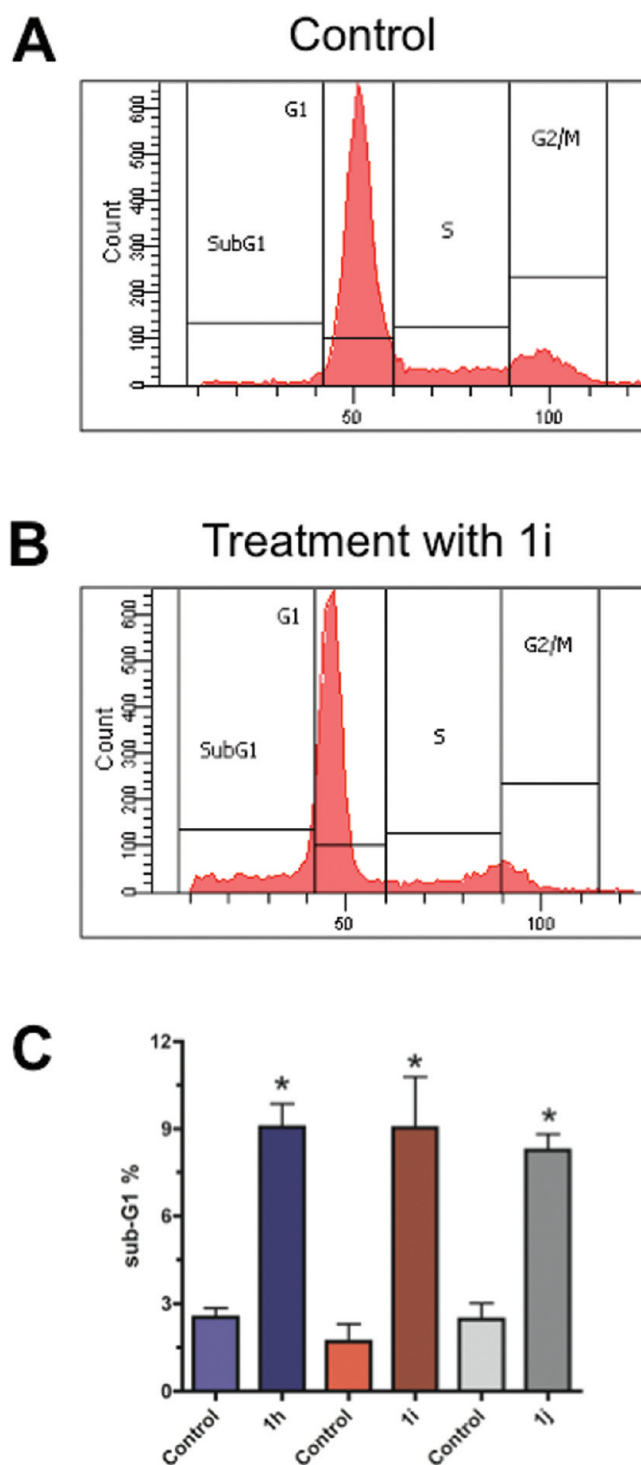 A
Control
600
500
400
300
200
100
0
Count
SubG1
G1
S
G2/M
50
100
B
Treatment with 1i
600
500
400
300
200
100
0
Count
SubG1
G1
S
G2/M
50
100
C
12
9
6
3
0
sub-G1 %
*
*
*
Control
1h
Control
1i
Control
1j